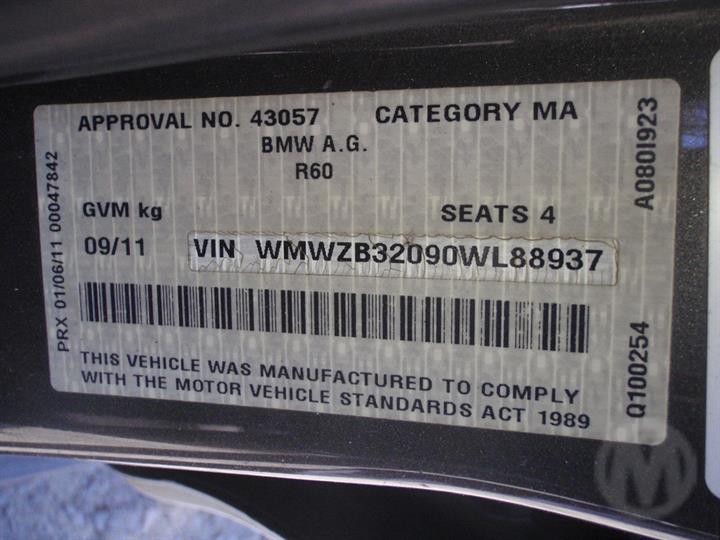 APPROVAL NO. 43057 CATEGORY MA
BMW A.G.
R60
GVM kg SEATS 4
09/11 VIN WMWZB32090WL88937
THIS VEHICLE WAS MANUFACTURED TO COMPLY
WITH THE MOTOR VEHICLE STANDARDS ACT 1989
PRX 01/06/11 00047842
A080I923
Q100254
M